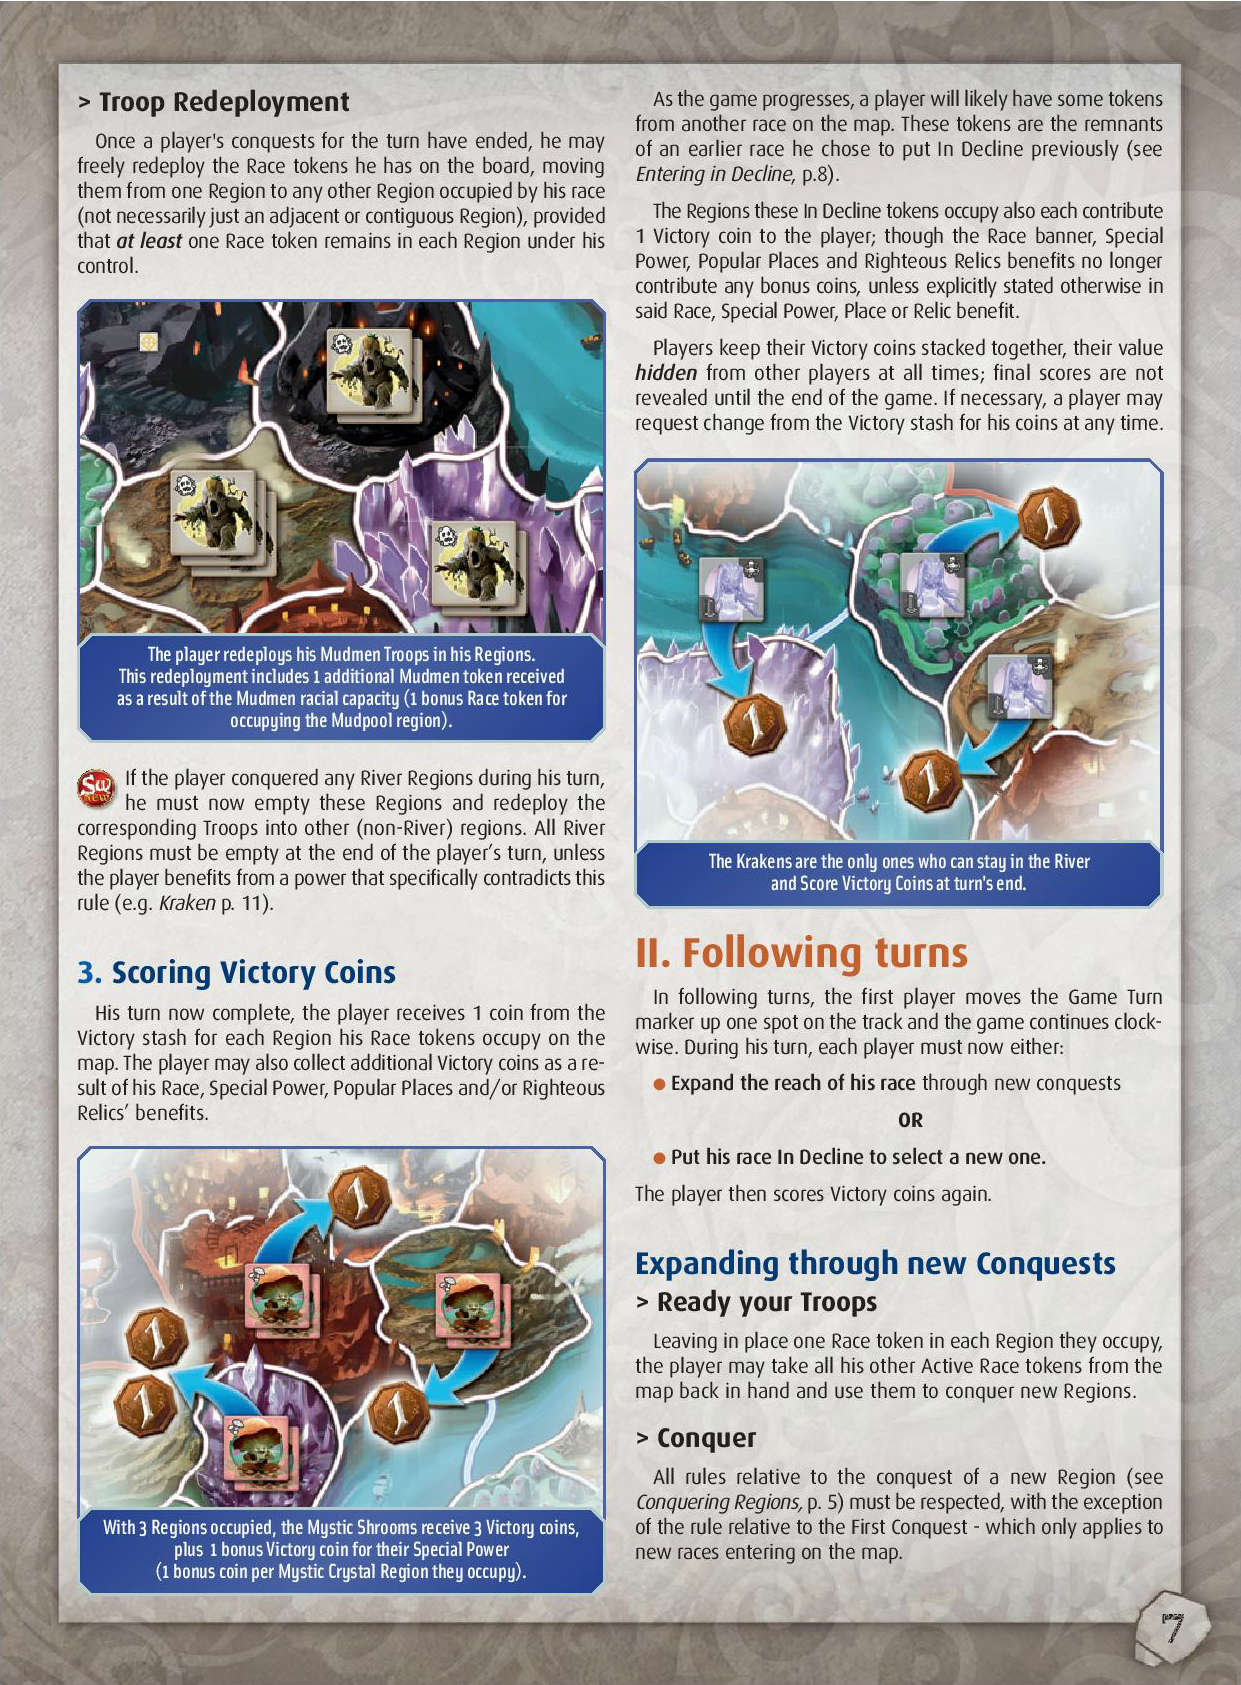 > Troop Redeployment
Once a player's conquests for the turn have ended, he may
freely redeploy the Race tokens he has on the board, moving
them from one Region to any other Region occupied by his race
(not necessarily just an adjacent or contiguous Region), provided
that at least one Race token remains in each Region under his
control.
The player redeploys his Mudmen Troops in his Regions.
This redeployment includes 1 additional Mudmen token received
as a result of the Mudmen racial capacity (1 bonus Race token for
occupying the Mudpool region).
If the player conquered any River Regions during his turn,
he must now empty these Regions and redeploy the
corresponding Troops into other (non-River) regions. All River
Regions must be empty at the end of the player’s turn, unless
the player benefits from a power that specifically contradicts this
rule (e.g. Kraken p. 11).
3. Scoring Victory Coins
His turn now complete, the player receives 1 coin from the
Victory stash for each Region his Race tokens occupy on the
map. The player may also collect additional Victory coins as a re-
sult of his Race, Special Power, Popular Places and/or Righteous
Relics’ benefits.
1
1
1
1
With 3 Regions occupied, the Mystic Shrooms receive 3 Victory coins,
plus 1 bonus Victory coin for their Special Power
(1 bonus coin per Mystic Crystal Region they occupy).
As the game progresses, a player will likely have some tokens
from another race on the map. These tokens are the remnants
of an earlier race he chose to put In Decline previously (see
Entering in Decline, p.8).
The Regions these In Decline tokens occupy also each contribute
1 Victory coin to the player; though the Race banner, Special
Power, Popular Places and Righteous Relics benefits no longer
contribute any bonus coins, unless explicitly stated otherwise in
said Race, Special Power, Place or Relic benefit.
Players keep their Victory coins stacked together, their value
hidden from other players at all times; final scores are not
revealed until the end of the game. If necessary, a player may
request change from the Victory stash for his coins at any time.
1
1
1
The Krakens are the only ones who can stay in the River
and Score Victory Coins at turn's end.
II. Following turns
In following turns, the first player moves the Game Turn
marker up one spot on the track and the game continues clock-
wise. During his turn, each player must now either:
● Expand the reach of his race through new conquests
OR
● Put his race In Decline to select a new one.
The player then scores Victory coins again.
Expanding through new Conquests
> Ready your Troops
Leaving in place one Race token in each Region they occupy,
the player may take all his other Active Race tokens from the
map back in hand and use them to conquer new Regions.
> Conquer
All rules relative to the conquest of a new Region (see
Conquering Regions, p. 5) must be respected, with the exception
of the rule relative to the First Conquest - which only applies to
new races entering on the map.
7